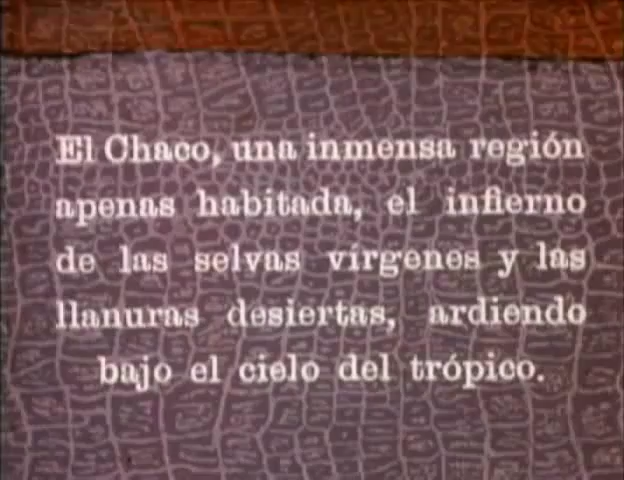 El Chaco, una inmensa región
apenas habitada, el infierno
de las selvas vírgenes y las
llanuras desiertas, ardiendo
bajo el cielo del trópico.